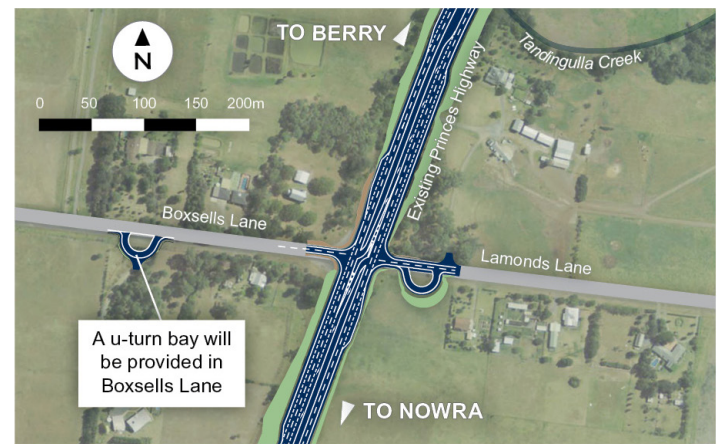 TO BERRY
N
0 50 100 150 200m
Tandingulla Creek
Existing Princes Highway
Boxsells Lane
Lamonds Lane
A u-turn bay will
be provided in
Boxsells Lane
TO NOWRA